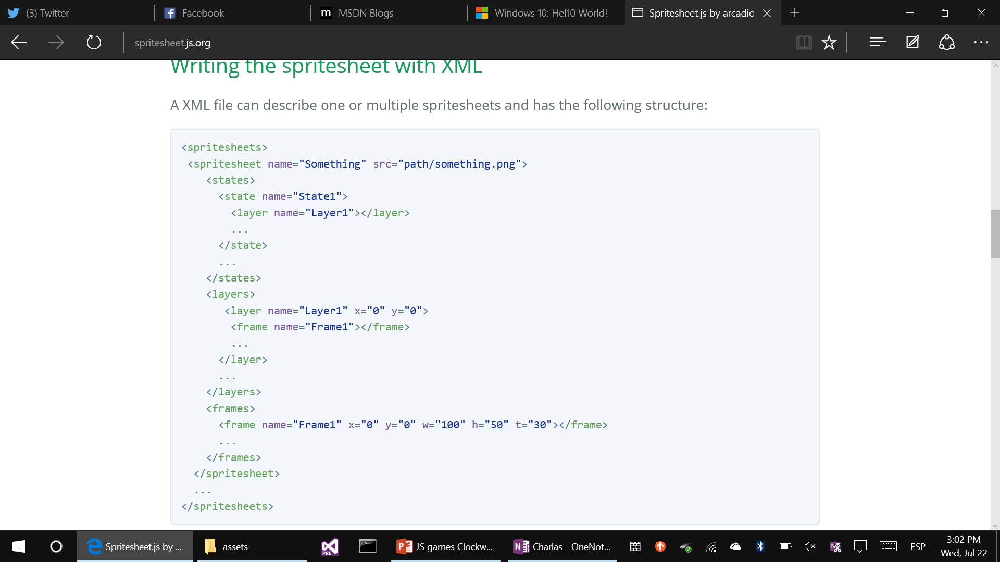 (3) Twitter
Facebook
m MSDN Blogs
Windows 10: Hel10 World!
Spritesheet.js by arcadio
spritesheet.js.org
Writing the spritesheet with XML
A XML file can describe one or multiple spritesheets and has the following structure:
<spritesheets>
<spritesheet name="Something" src="path/something.png">
<states>
<state name="State1">
<layer name="Layer1"></layer>
...
</state>
...
</states>
<layers>
<layer name="Layer1" x="0" y="0">
<frame name="Frame1"></frame>
...
</layer>
...
</layers>
<frames>
<frame name="Frame1" x="0" y="0" w="100" h="50" t="30"></frame>
...
</frames>
</spritesheet>
...
</spritesheets>
Spritesheet.js by ...
assets
PRE
JS games Clockw...
Charlas - OneNot...
ESP
3:02 PM
Wed, Jul 22